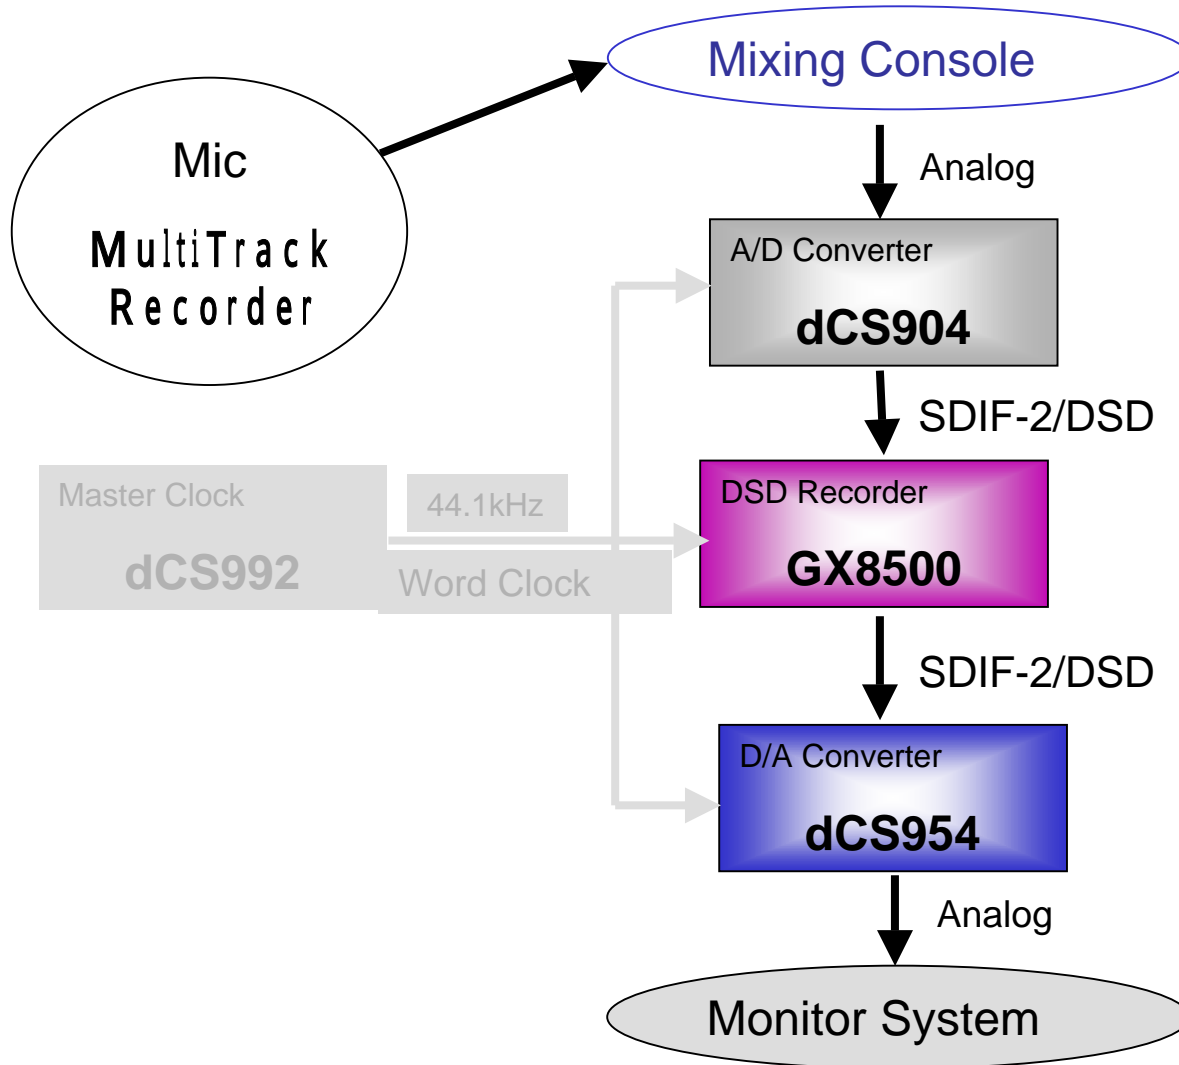 Mixing Console
Mic
MultiTrack
Recorder
Analog
A/D Converter
dCS904
SDIF-2/DSD
Master Clock
dCS992
44.1kHz
Word Clock
DSD Recorder
GX8500
SDIF-2/DSD
D/A Converter
dCS954
Analog
Monitor System